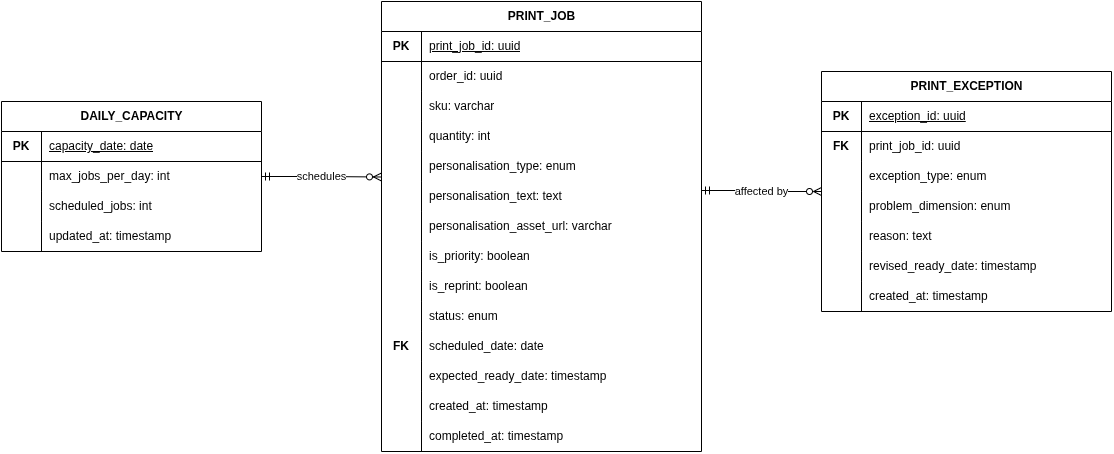 DAILY_CAPACITY
PK capacity_date: date
max_jobs_per_day: int
scheduled_jobs: int
updated_at: timestamp
schedules
PRINT_JOB
PK print_job_id: uuid
order_id: uuid
sku: varchar
quantity: int
personalisation_type: enum
personalisation_text: text
personalisation_asset_url: varchar
is_priority: boolean
is_reprint: boolean
status: enum
FK scheduled_date: date
expected_ready_date: timestamp
created_at: timestamp
completed_at: timestamp
affected by
PRINT_EXCEPTION
PK exception_id: uuid
FK print_job_id: uuid
exception_type: enum
problem_dimension: enum
reason: text
revised_ready_date: timestamp
created_at: timestamp